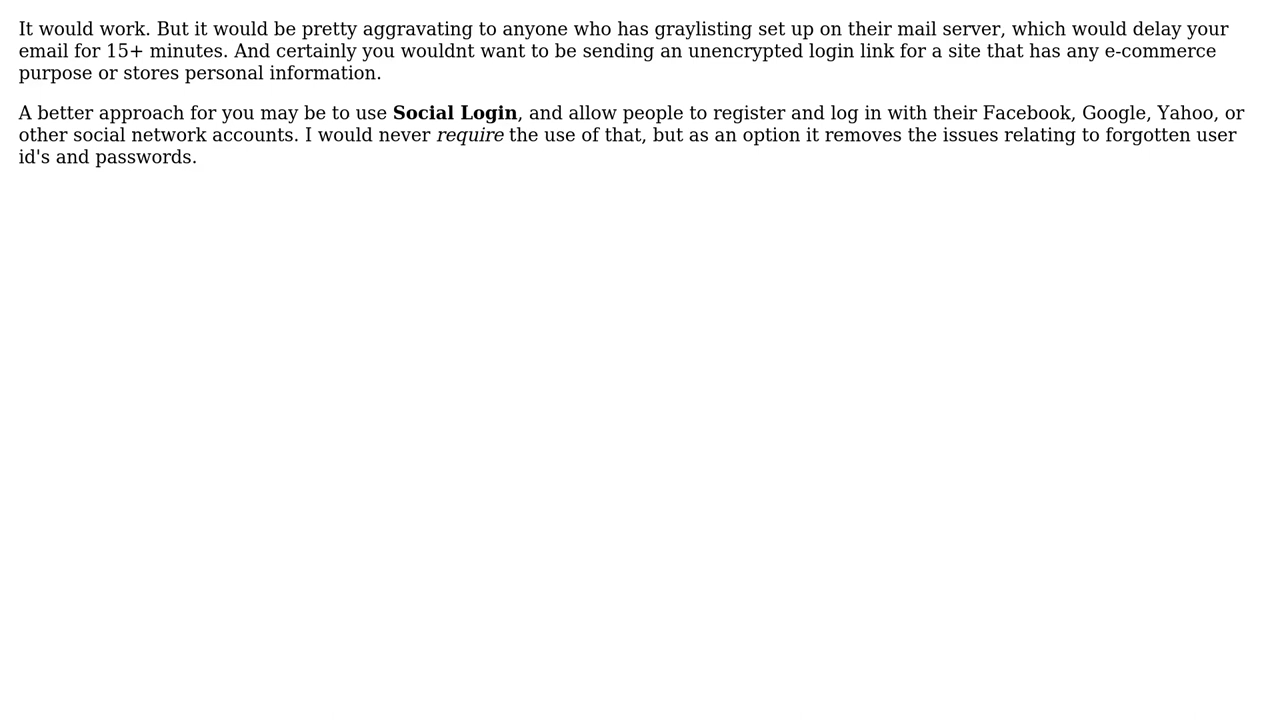 It would work. But it would be pretty aggravating to anyone who has graylisting set up on their mail server, which would delay your
email for 15+ minutes. And certainly you wouldnt want to be sending an unencrypted login link for a site that has any e-commerce
purpose or stores personal information.
A better approach for you may be to use Social Login, and allow people to register and log in with their Facebook, Google, Yahoo, or
other social network accounts. I would never require the use of that, but as an option it removes the issues relating to forgotten user
id's and passwords.